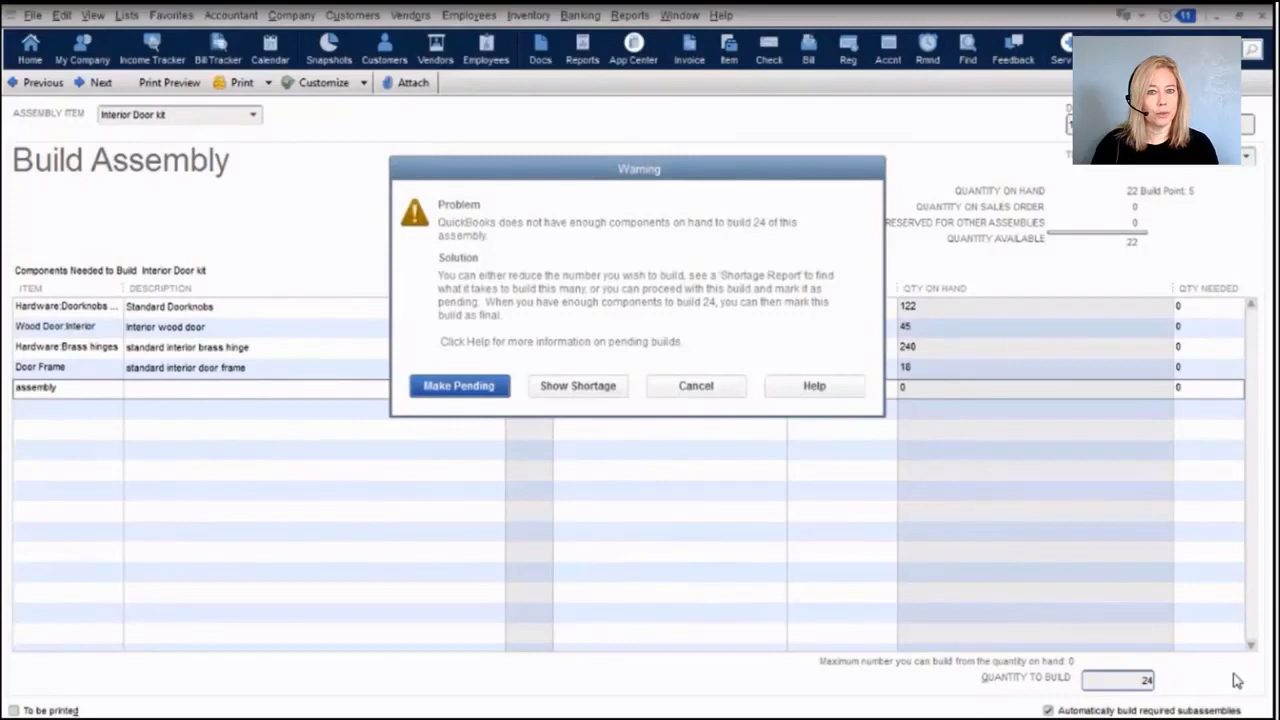 File Edit View Lists Favorites Accountant Company Customers Vendors Employees Inventory Banking Reports Window Help
11
Home My Company Income Tracker Bill Tracker Calendar Snapshots Customers Vendors Employees Docs Reports App Center Invoice Item Check Bill Reg Accnt Rmnd Find Feedback Serv
Previous Next Print Preview Print Customize Attach
ASSEMBLY ITEM Interior Door kit
Build Assembly
QUANTITY ON HAND 22 Build Point: 5
QUANTITY ON SALES ORDER 0
RESERVED FOR OTHER ASSEMBLIES 0
QUANTITY AVAILABLE 22
Warning
Problem
QuickBooks does not have enough components on hand to build 24 of this
assembly.
Solution
You can either reduce the number you wish to build, see a 'Shortage Report' to find
what it takes to build this many, or you can proceed with this build and mark it as
pending. When you have enough components to build 24, you can then mark this
build as final.
Click Help for more information on pending builds.
Make Pending Show Shortage Cancel Help
Components Needed to Build Interior Door kit
ITEM DESCRIPTION QTY ON HAND QTY NEEDED
Hardware:Doorknobs ... Standard Doorknobs 122 0
Wood Door:Interior Interior wood door 45 0
Hardware:Brass hinges standard interior brass hinge 240 0
Door Frame standard interior door frame 18 0
assembly 0 0
Maximum number you can build from the quantity on hand: 0
QUANTITY TO BUILD 24
To be printed Automatically build required subassemblies